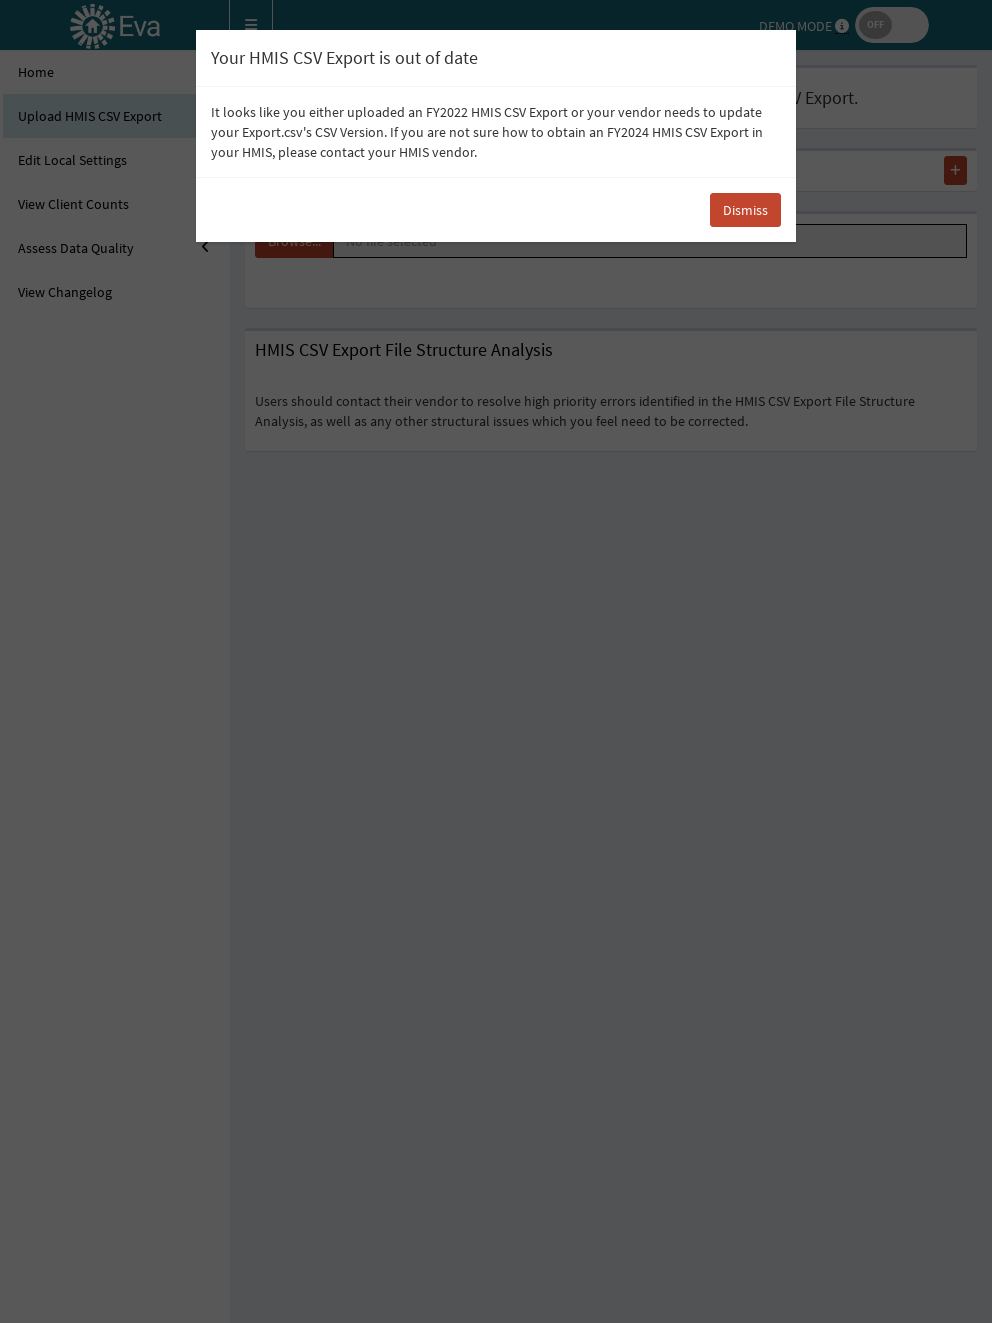 Eva
DEMO MODE
OFF
Your HMIS CSV Export is out of date
It looks like you either uploaded an FY2022 HMIS CSV Export or your vendor needs to update
your Export.csv's CSV Version. If you are not sure how to obtain an FY2024 HMIS CSV Export in
your HMIS, please contact your HMIS vendor.
Dismiss
Home
Upload HMIS CSV Export
Edit Local Settings
View Client Counts
Assess Data Quality
View Changelog
Export.
+
Browse...
No file selected
HMIS CSV Export File Structure Analysis
Users should contact their vendor to resolve high priority errors identified in the HMIS CSV Export File Structure
Analysis, as well as any other structural issues which you feel need to be corrected.